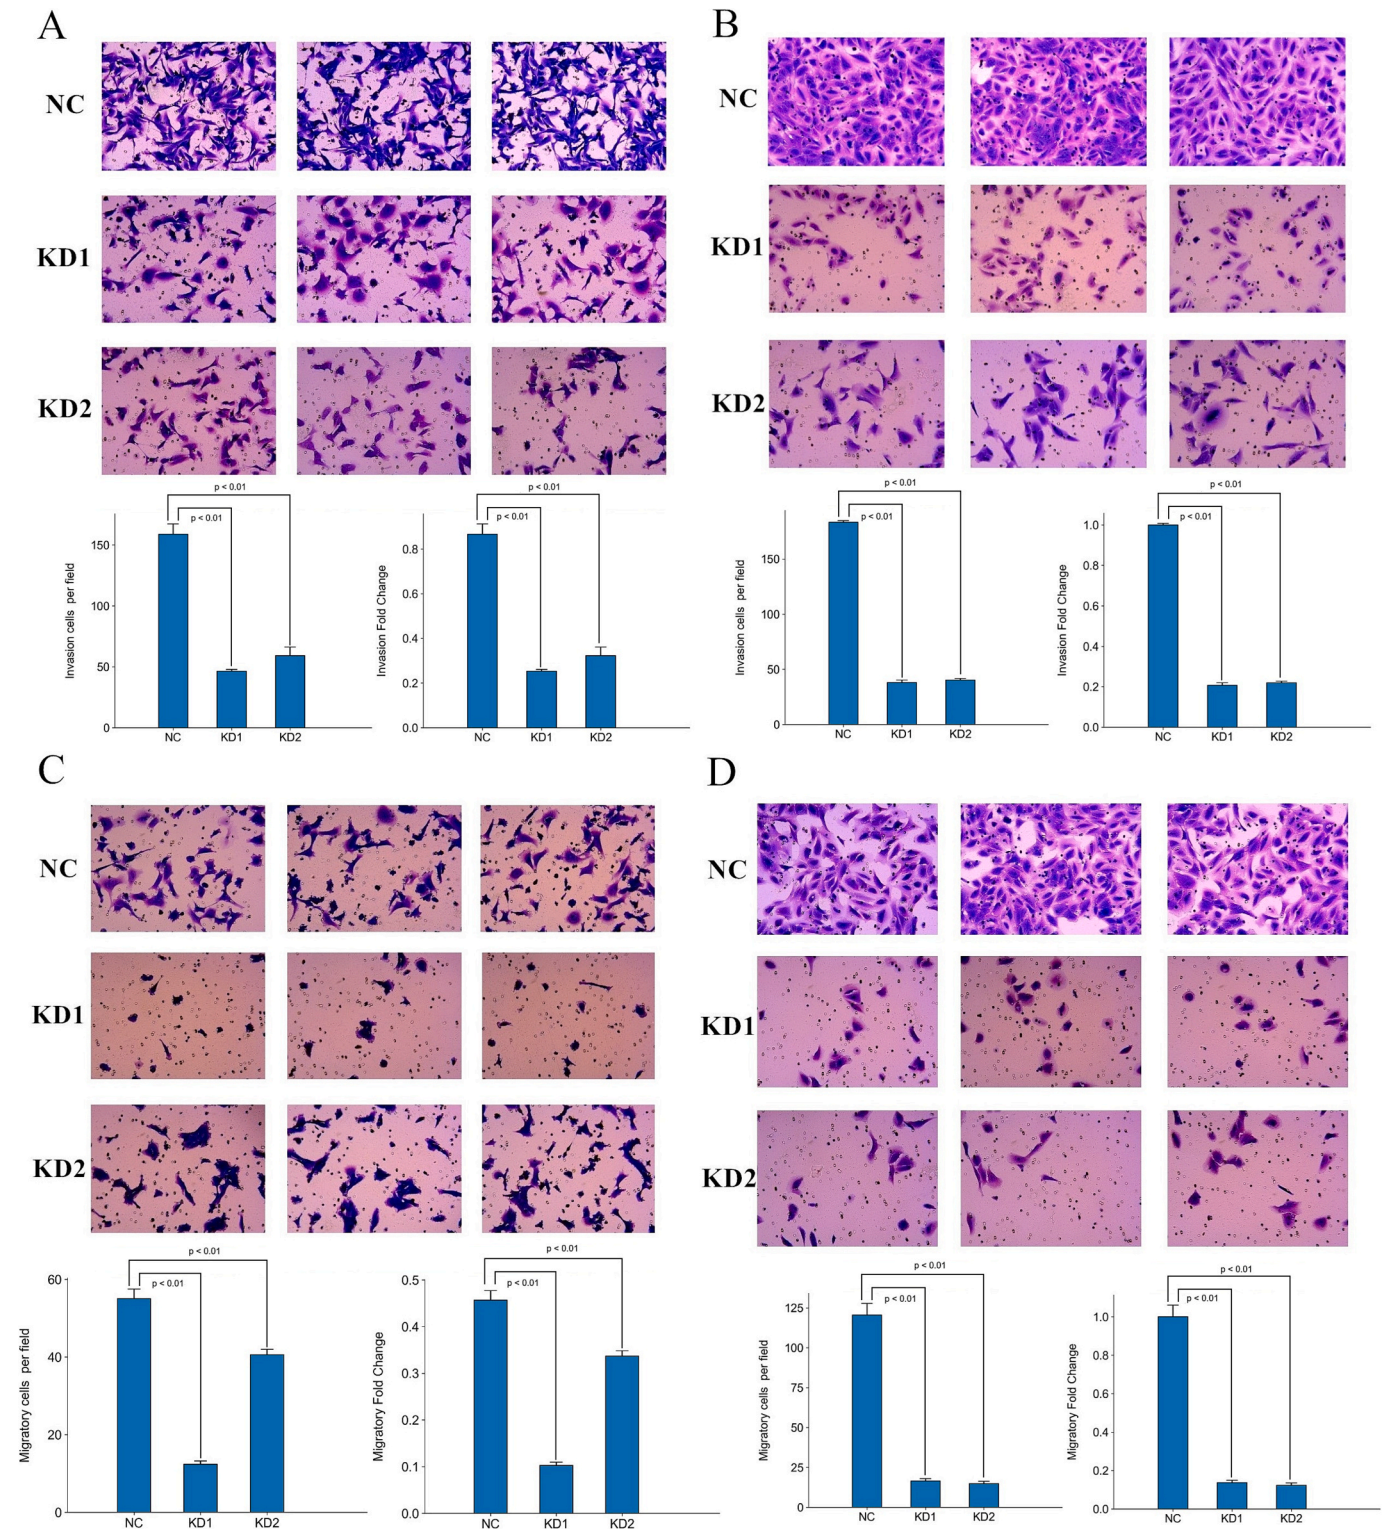 A
NC
KD1
KD2
p < 0.01
p < 0.01
Invasion cells per field
150
100
50
0
NC KD1 KD2
p < 0.01
p < 0.01
Invasion Fold Change
0.8
0.6
0.4
0.2
0.0
NC KD1 KD2
B
NC
KD1
KD2
p < 0.01
p < 0.01
Invasion cells per field
150
100
50
0
NC KD1 KD2
p < 0.01
p < 0.01
Invasion Fold Change
1.0
0.8
0.6
0.4
0.2
0.0
NC KD1 KD2
C
NC
KD1
KD2
p < 0.01
p < 0.01
Migratory cells per field
60
40
20
0
NC KD1 KD2
p < 0.01
p < 0.01
Migratory Fold Change
0.5
0.4
0.3
0.2
0.1
0.0
NC KD1 KD2
D
NC
KD1
KD2
p < 0.01
p < 0.01
Migratory cells per field
125
100
75
50
25
0
NC KD1 KD2
p < 0.01
p < 0.01
Migratory Fold Change
1.0
0.8
0.6
0.4
0.2
0.0
NC KD1 KD2